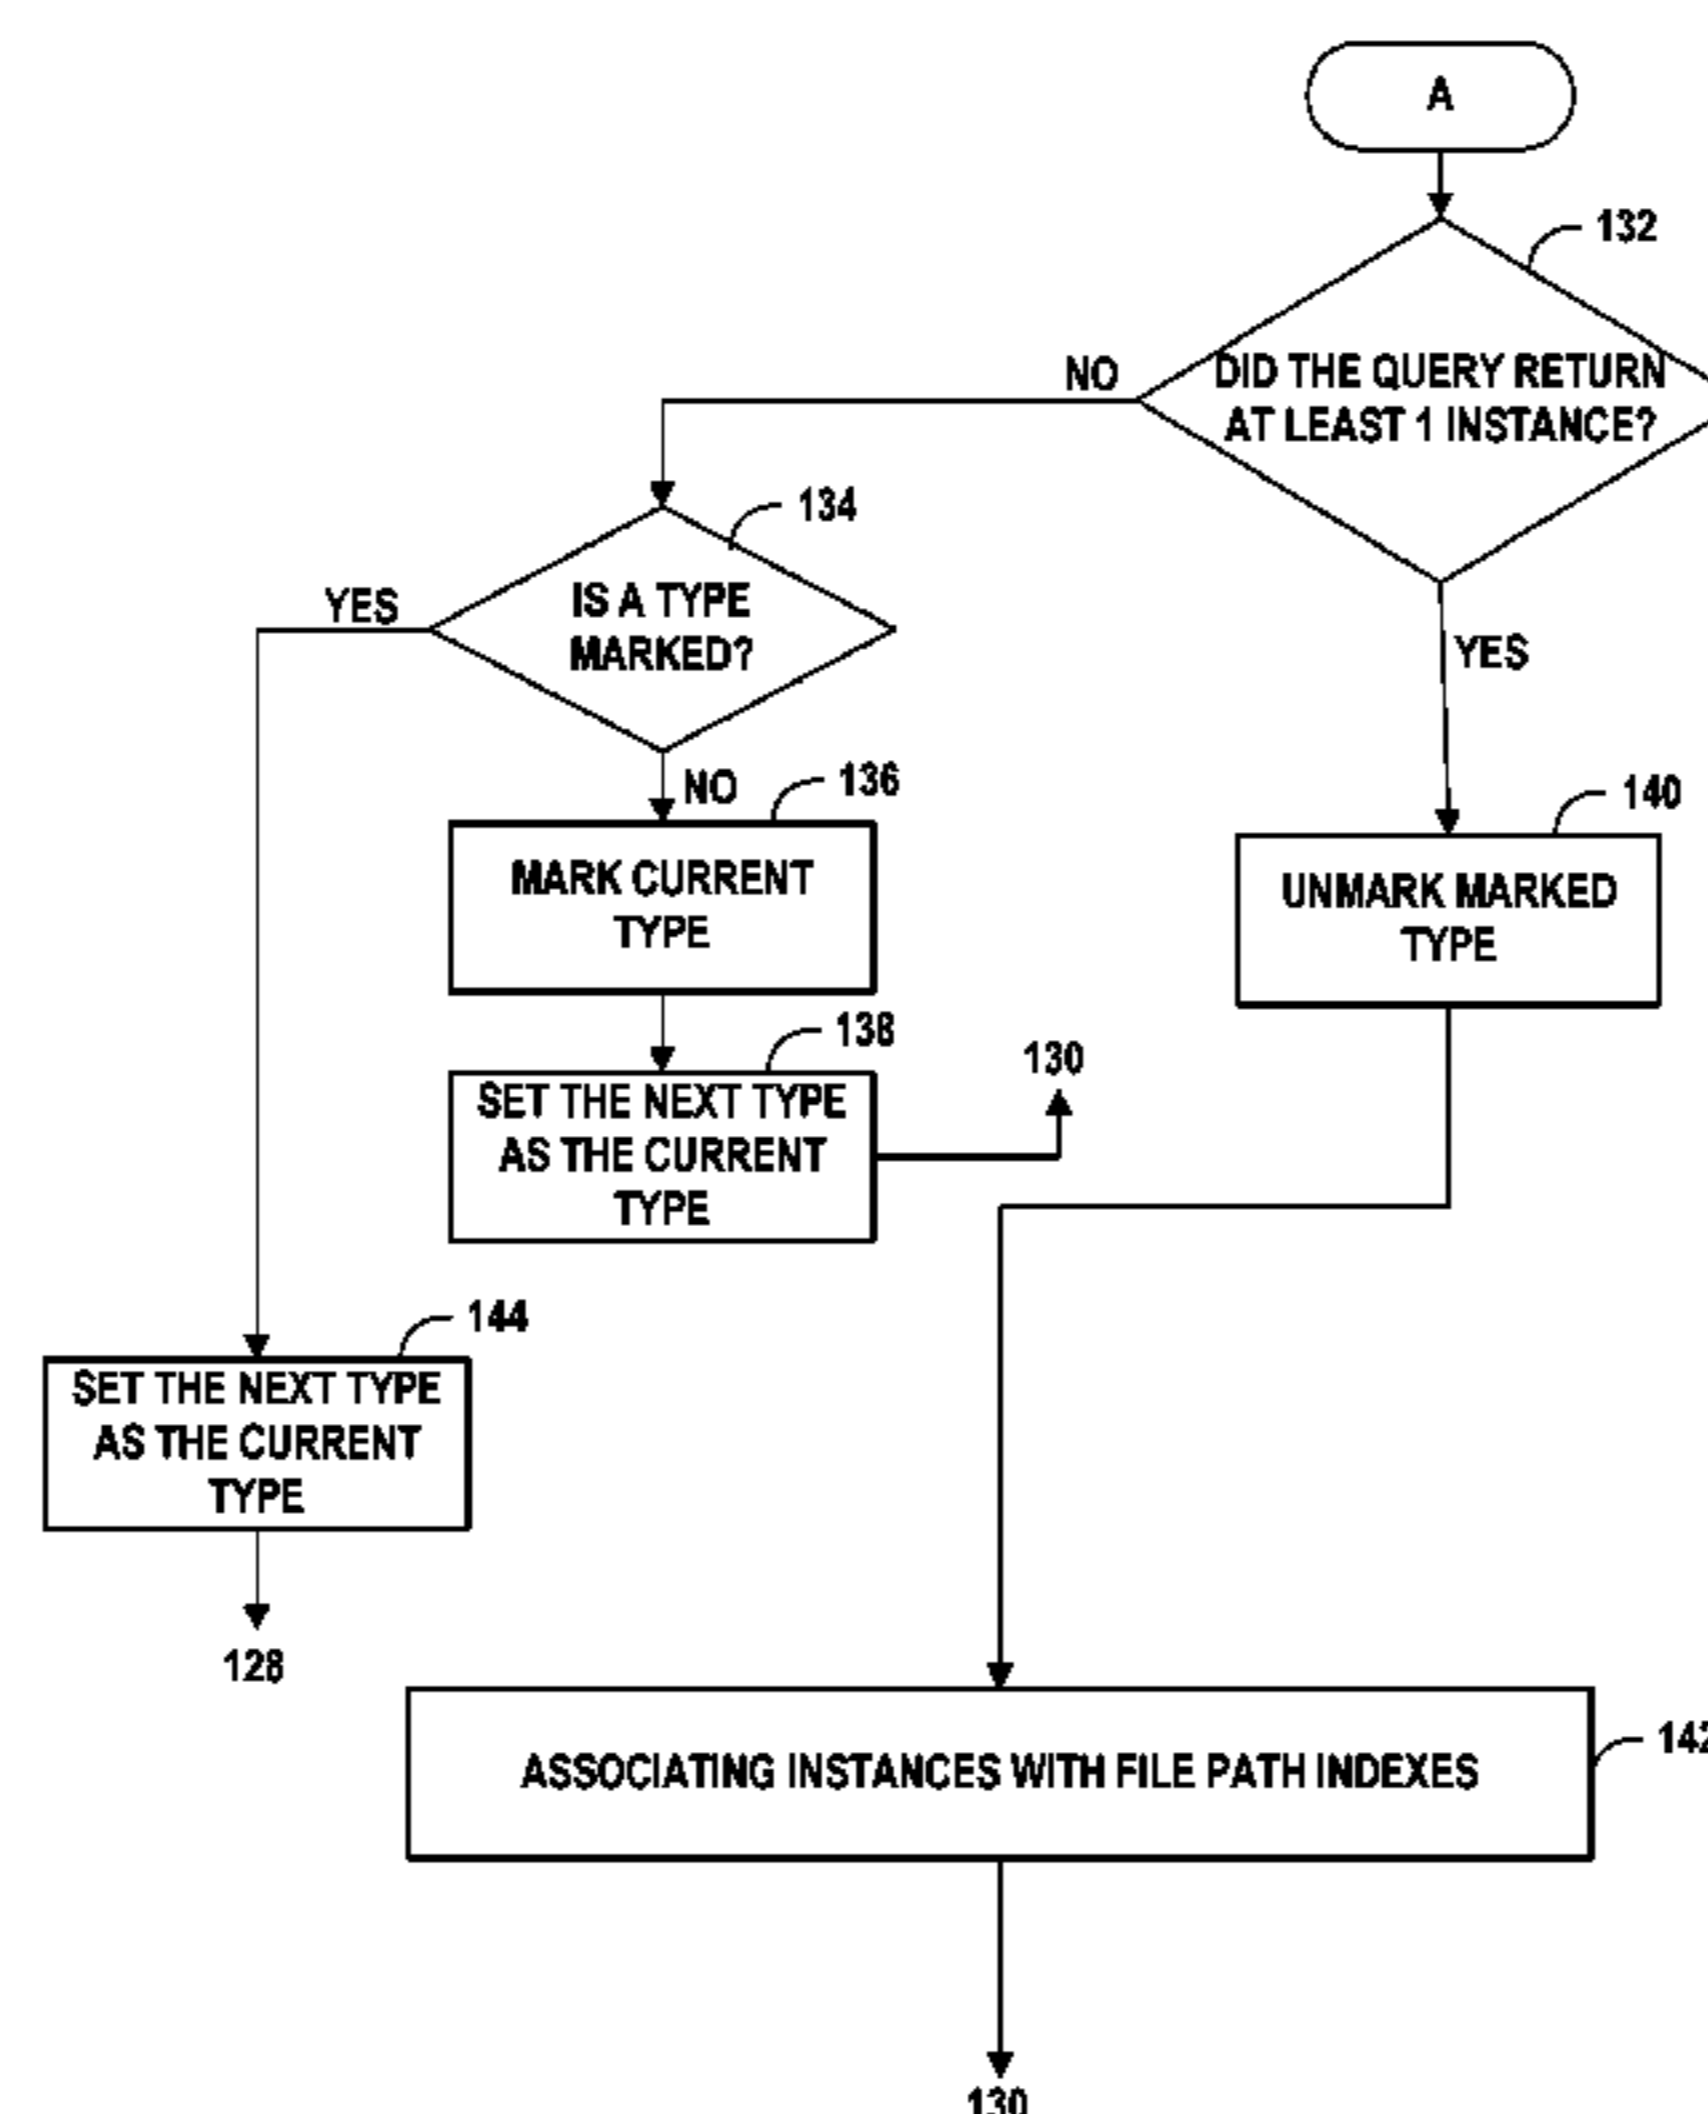 A
132
DID THE QUERY RETURN
AT LEAST 1 INSTANCE?
NO
134
IS A TYPE
MARKED?
YES
YES
NO
136
MARK CURRENT
TYPE
140
UNMARK MARKED
TYPE
138
SET THE NEXT TYPE
AS THE CURRENT
TYPE
130
144
SET THE NEXT TYPE
AS THE CURRENT
TYPE
128
142
ASSOCIATING INSTANCES WITH FILE PATH INDEXES
130